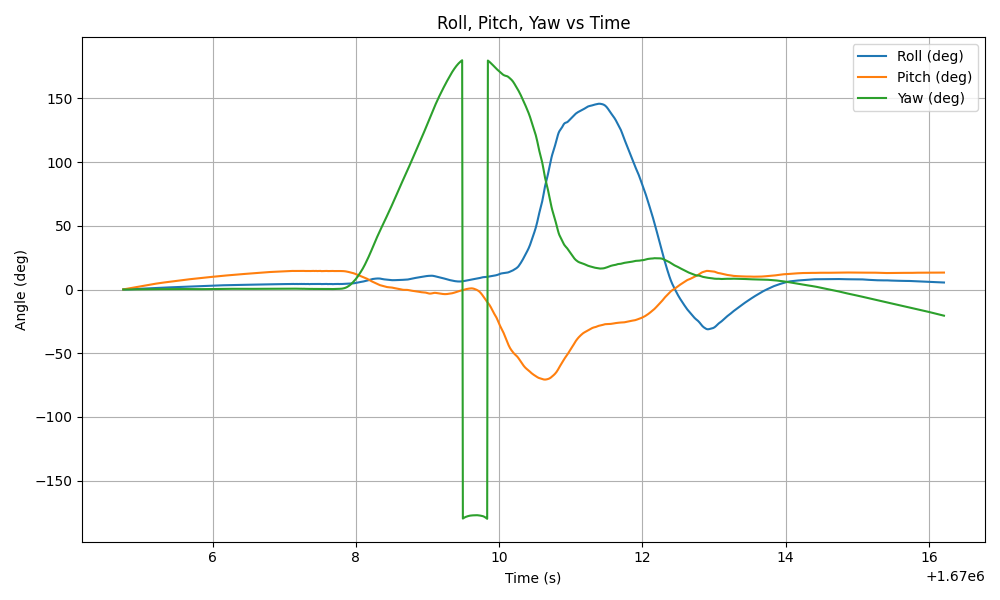 Roll, Pitch, Yaw vs Time
Roll (deg)
Pitch (deg)
Yaw (deg)
Angle (deg)
150
100
50
0
−50
−100
−150
6
8
10
12
14
16
+1.67e6
Time (s)